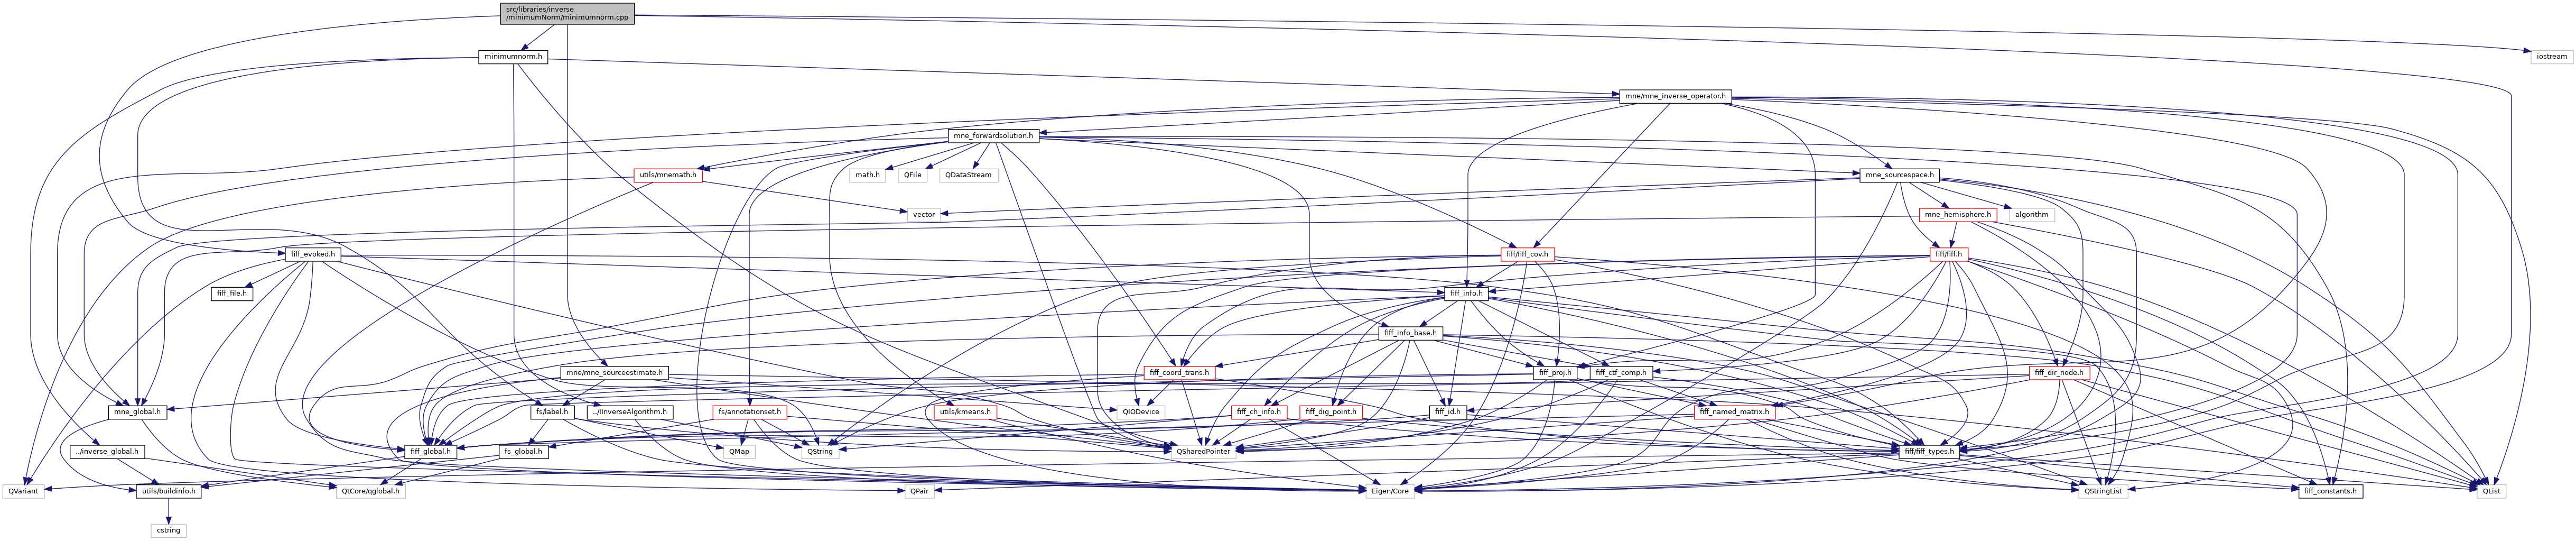 src/libraries/inverse
/minimumNorm/minimumnorm.cpp
minimumnorm.h
iostream
mne/mne_inverse_operator.h
mne_forwardsolution.h
utils/mnemath.h
math.h
QFile
QDataStream
mne_sourcespace.h
vector
mne_hemisphere.h
algorithm
fiff_evoked.h
fiff/fiff_cov.h
fiff/fiff.h
fiff_file.h
fiff_info.h
fiff_info_base.h
mne/mne_sourceestimate.h
fiff_coord_trans.h
fiff_proj.h
fiff_ctf_comp.h
fiff_dir_node.h
mne_global.h
fs/label.h
../IInverseAlgorithm.h
fs/annotationset.h
utils/kmeans.h
QIODevice
fiff_ch_info.h
fiff_dig_point.h
fiff_id.h
fiff_named_matrix.h
../inverse_global.h
fiff_global.h
fs_global.h
QMap
QString
QSharedPointer
fiff/fiff_types.h
QVariant
utils/buildinfo.h
QtCore/qglobal.h
QPair
Eigen/Core
QStringList
fiff_constants.h
QList
cstring